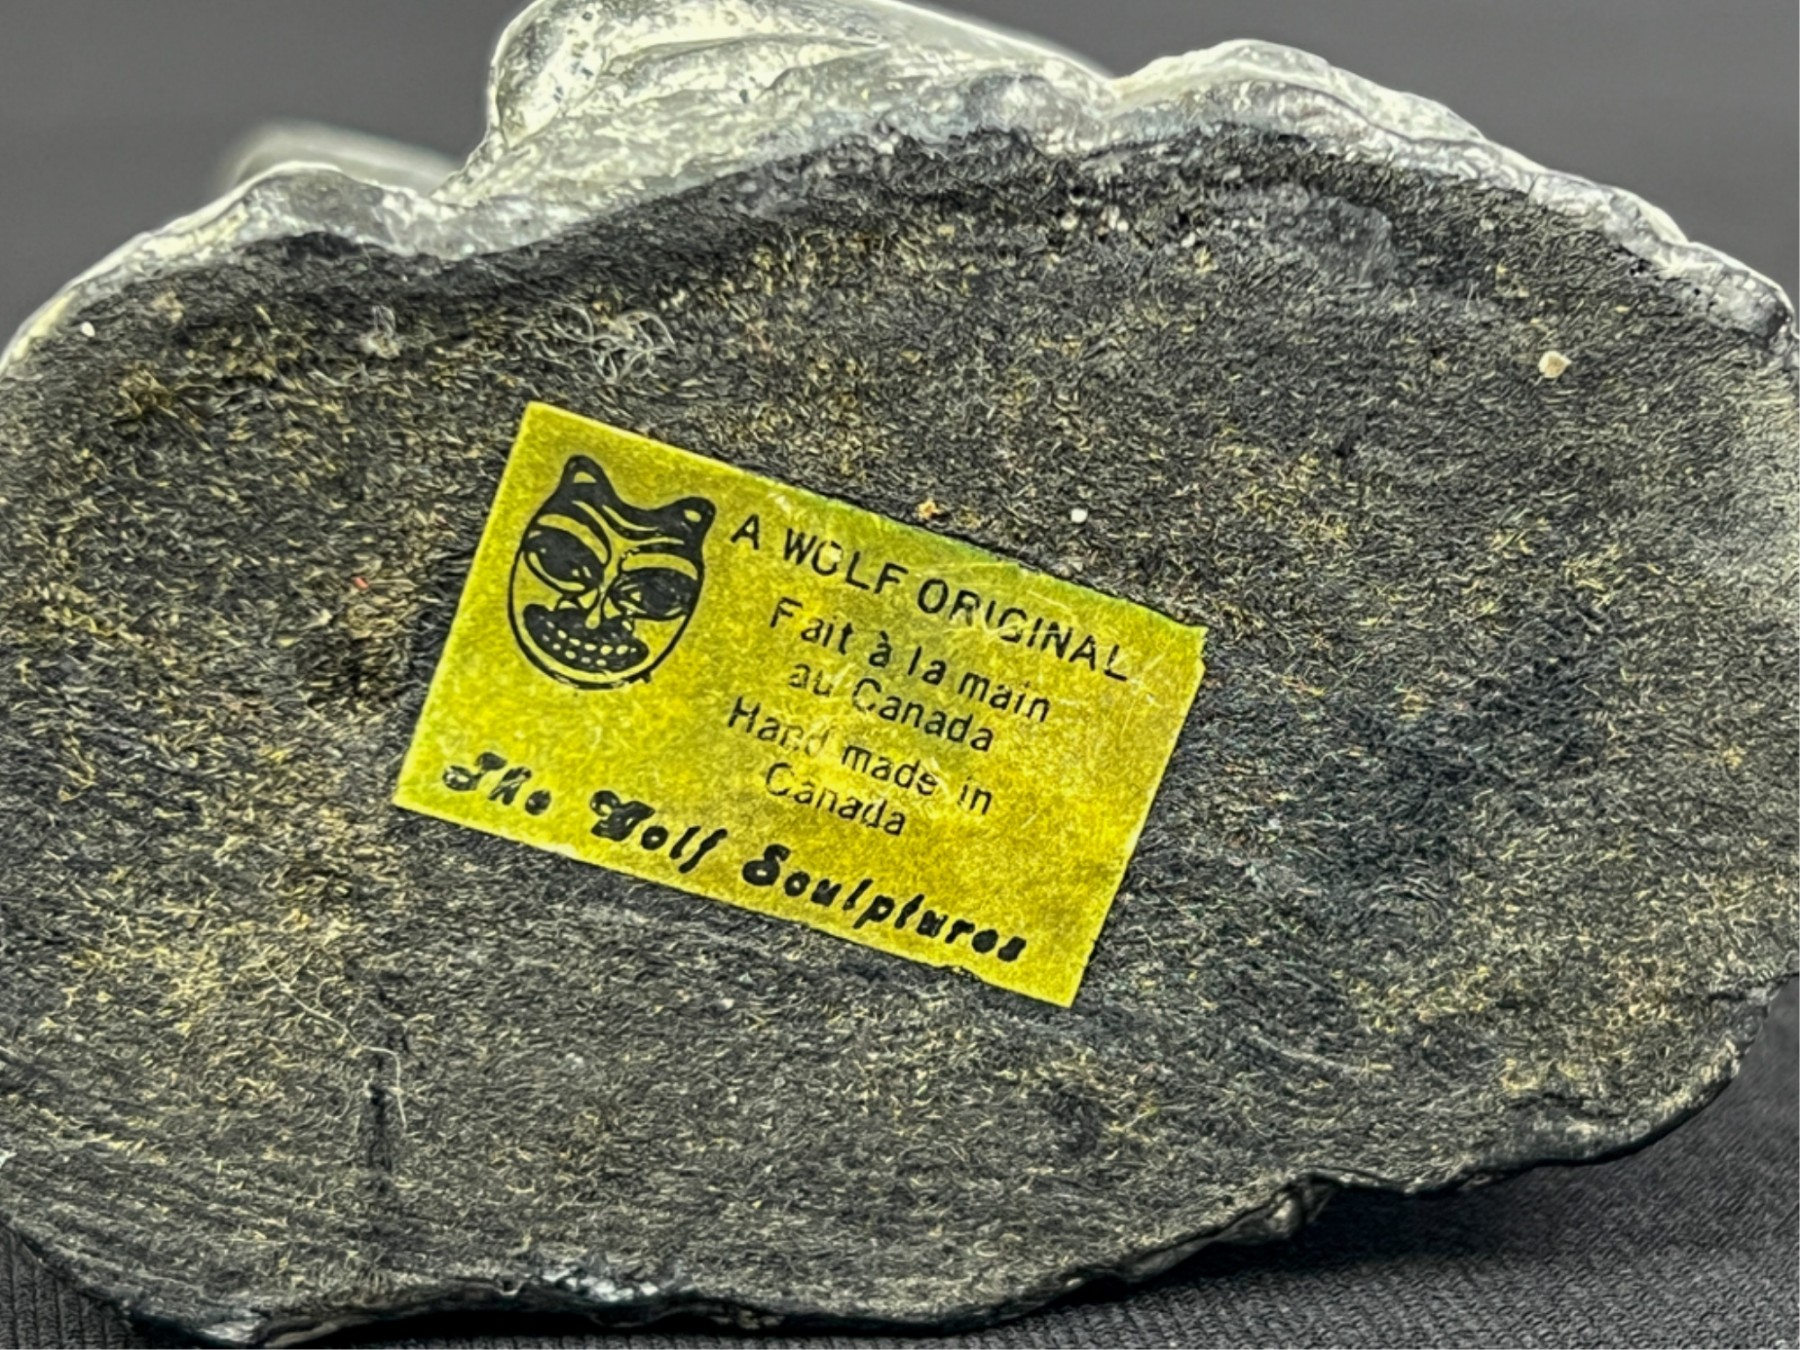 A WOLF ORIGINAL
Fait à la main
au Canada
Hand made in
Canada
The Wolf Sculptures